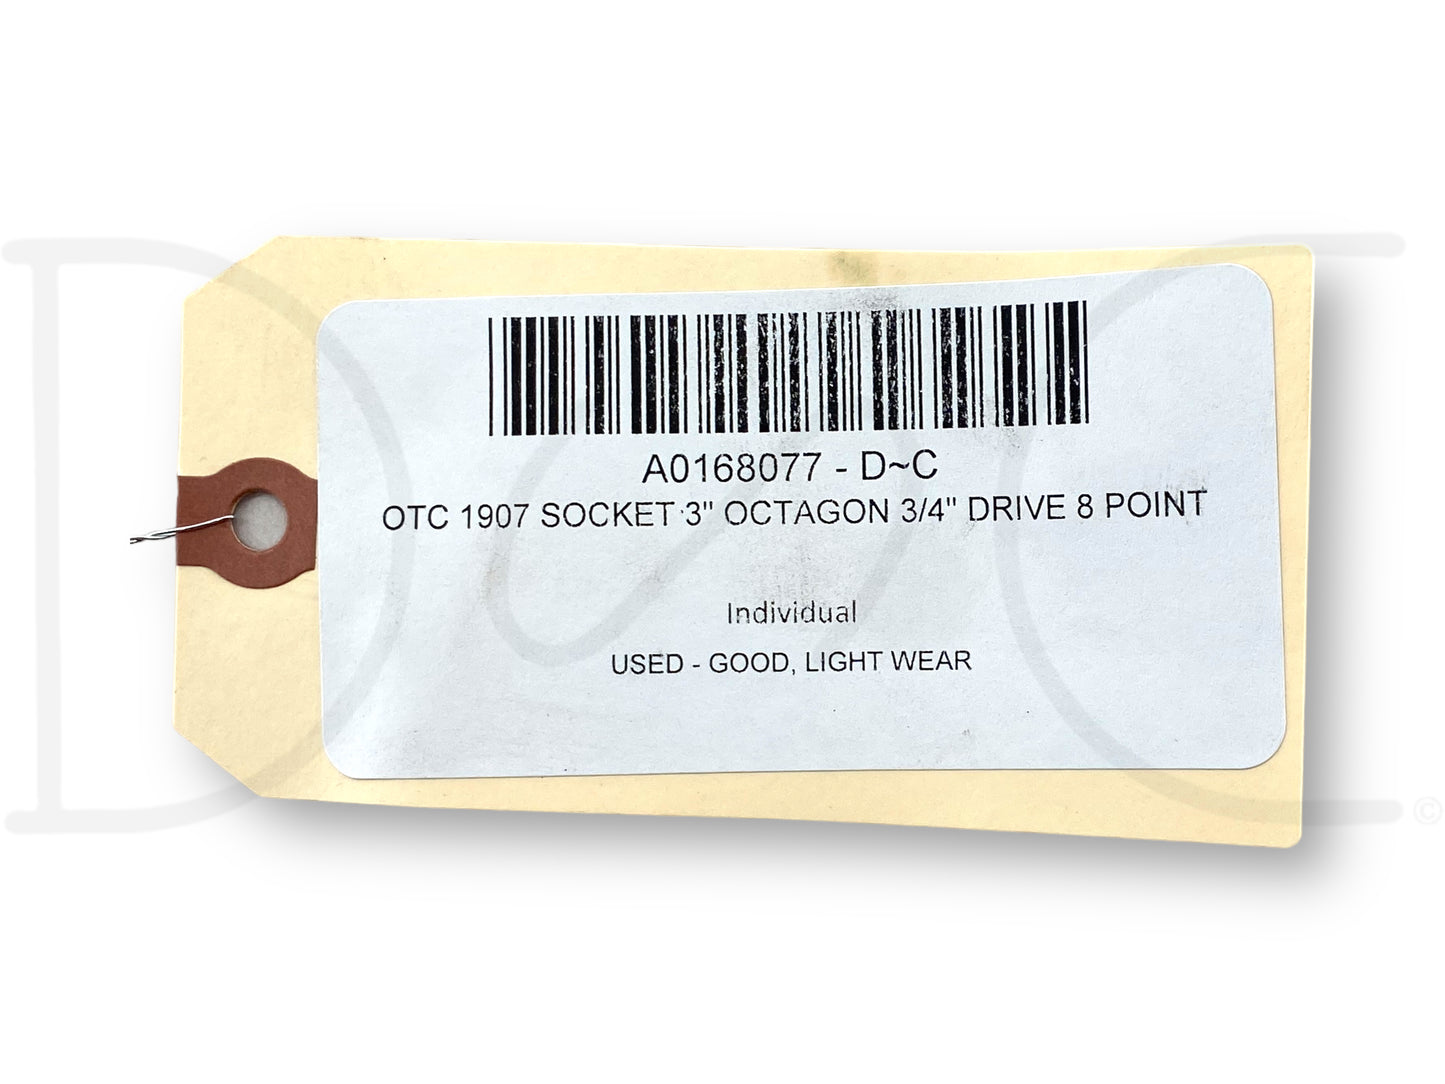 A0168077 - D~C
OTC 1907 SOCKET 3" OCTAGON 3/4" DRIVE 8 POINT
Individual
USED - GOOD, LIGHT WEAR
D~C ©